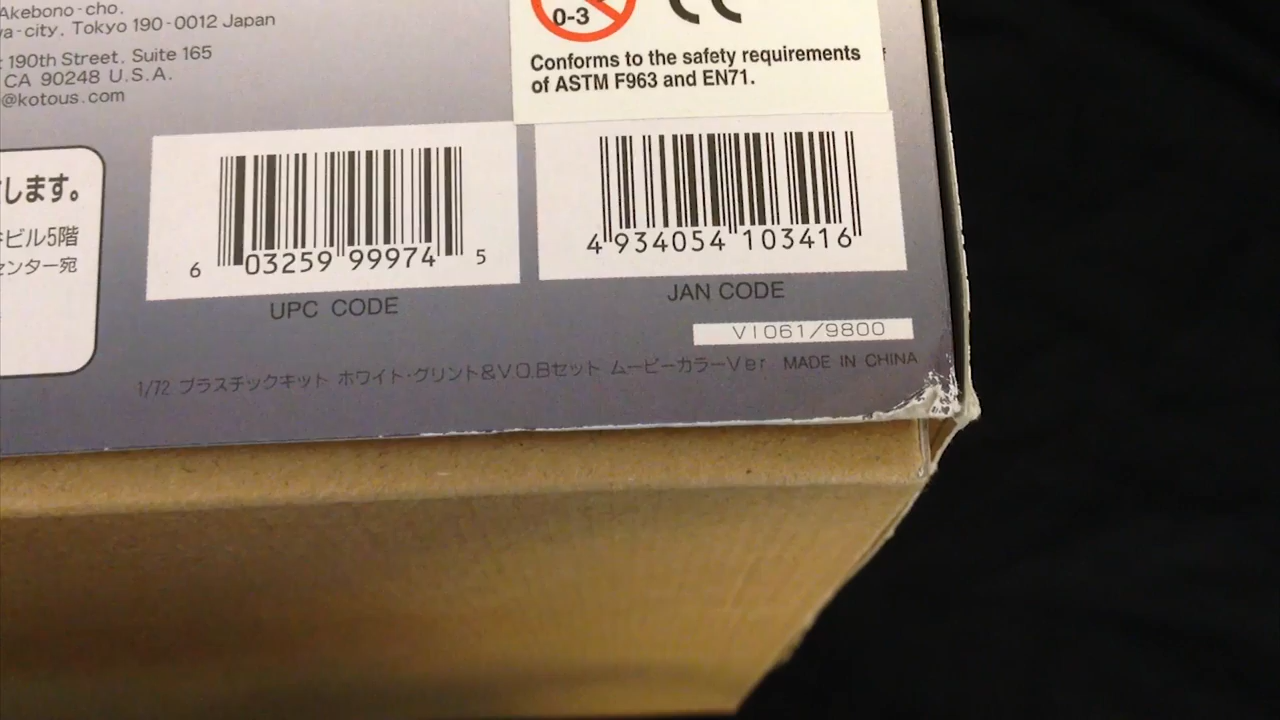 Akebono-cho.
a-city, Tokyo 190-0012 Japan
190th Street, Suite 165
CA 90248 U.S.A.
@kotous.com
0-3
CE
Conforms to the safety requirements
of ASTM F963 and EN71.
します。
ビル5階
センター宛
6 03259 99974 5
UPC CODE
4 934054 103416
JAN CODE
VI061/9800
1/72 プラスチックキット ホワイト・グリント&V.O.Bセット ムービーカラーVer MADE IN CHINA